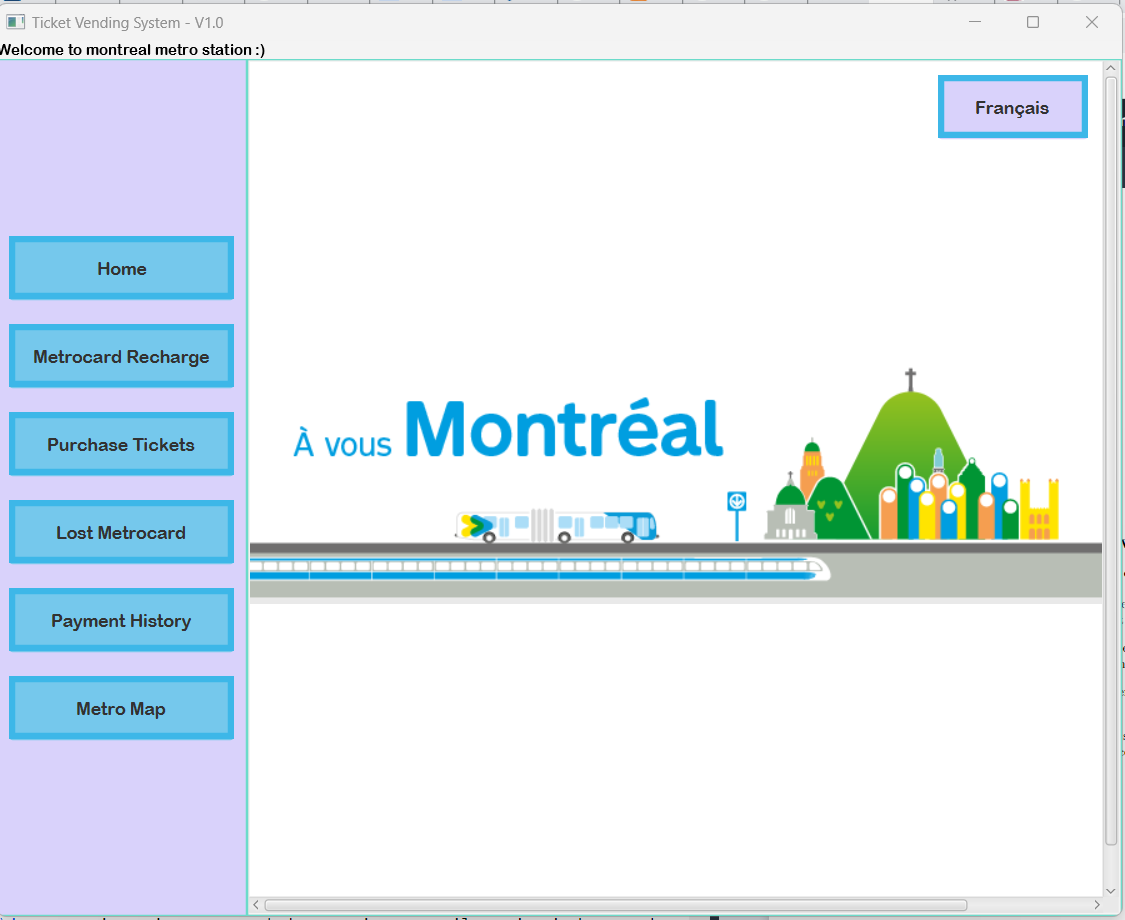 Ticket Vending System - V1.0
Welcome to montreal metro station :)
Français
Home
Metrocard Recharge
Purchase Tickets
Lost Metrocard
Payment History
Metro Map
À vous Montréal